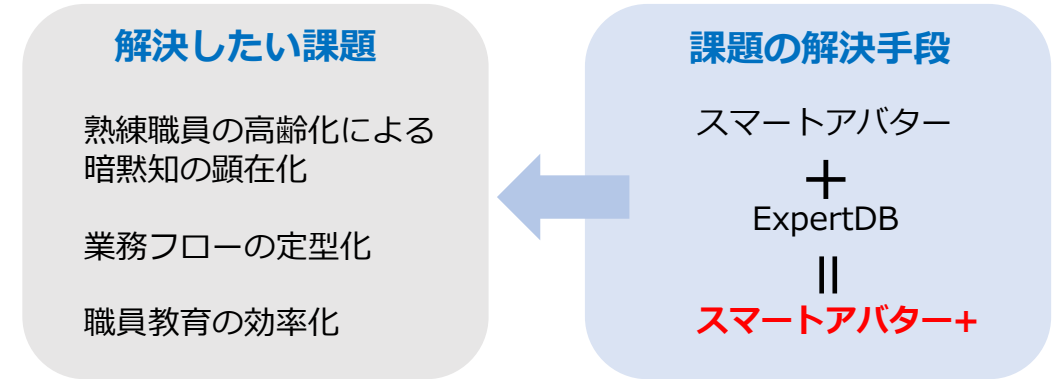 解決したい課題
熟練職員の高齢化による
暗黙知の顕在化
業務フローの定型化
職員教育の効率化
課題の解決手段
スマートアバター
＋
ExpertDB
＝
スマートアバター+